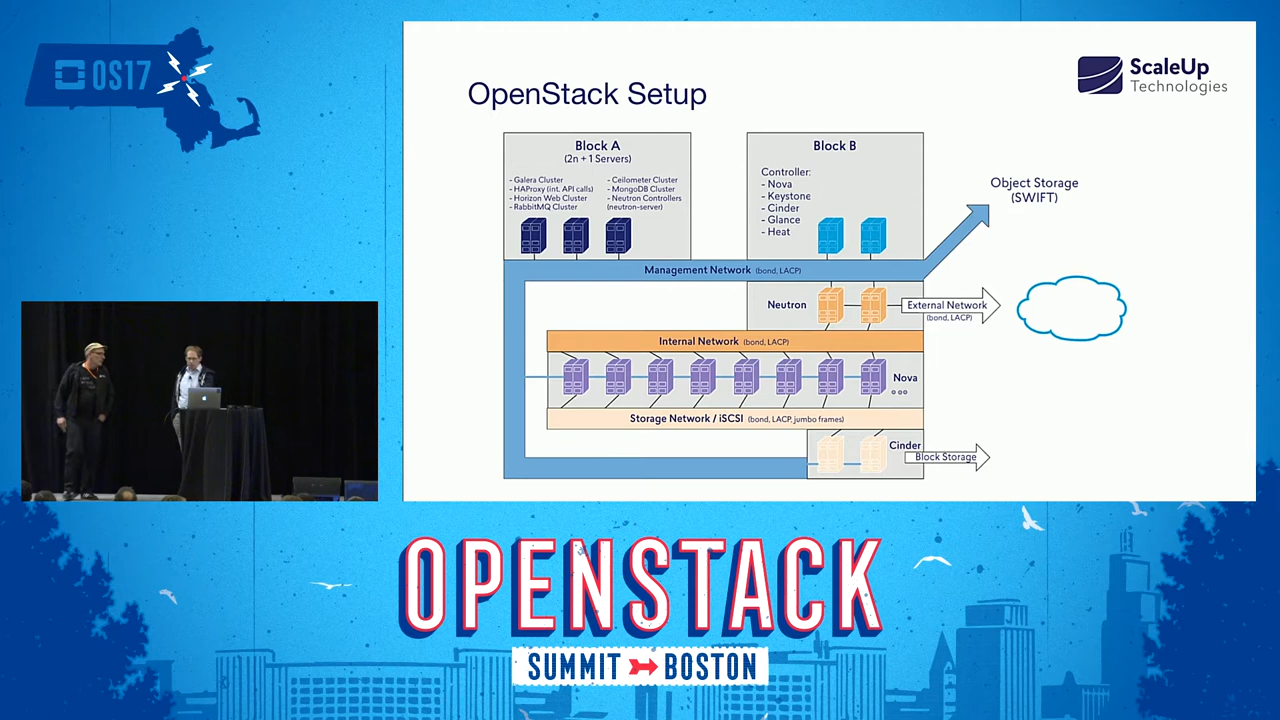 OS17
ScaleUp
Technologies
OpenStack Setup
Block A
(2n + 1 Servers)
- Galera Cluster
- HAProxy (int. API calls)
- Horizon Web Cluster
- RabbitMQ Cluster
- Ceilometer Cluster
- MongoDB Cluster
- Neutron Controllers
(neutron-server)
Block B
Controller:
- Nova
- Keystone
- Cinder
- Glance
- Heat
Object Storage
(SWIFT)
Management Network (bond, LACP)
Neutron
External Network
(bond, LACP)
Internal Network (bond, LACP)
Nova
Storage Network / iSCSI (bond, LACP, jumbo frames)
Cinder
Block Storage
OPENSTACK
SUMMIT BOSTON